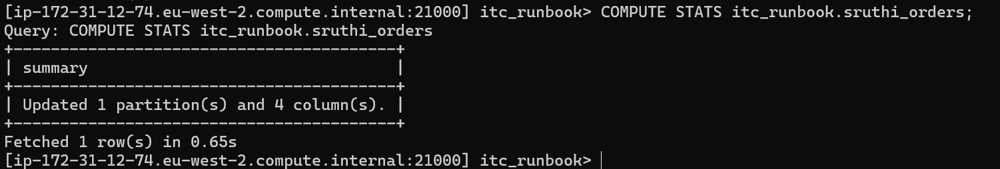 [ip-172-31-12-74.eu-west-2.compute.internal:21000] itc_runbook> COMPUTE STATS itc_runbook.sruthi_orders;
Query: COMPUTE STATS itc_runbook.sruthi_orders
+-----------------------------------------+
| summary                                 |
+-----------------------------------------+
| Updated 1 partition(s) and 4 column(s). |
+-----------------------------------------+
Fetched 1 row(s) in 0.65s
[ip-172-31-12-74.eu-west-2.compute.internal:21000] itc_runbook>